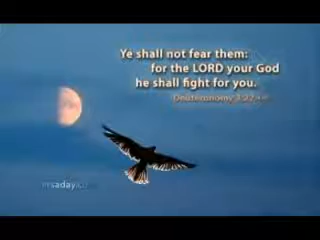 Ye shall not fear them:
for the LORD your God
he shall fight for you.
Deuteronomy 3:22